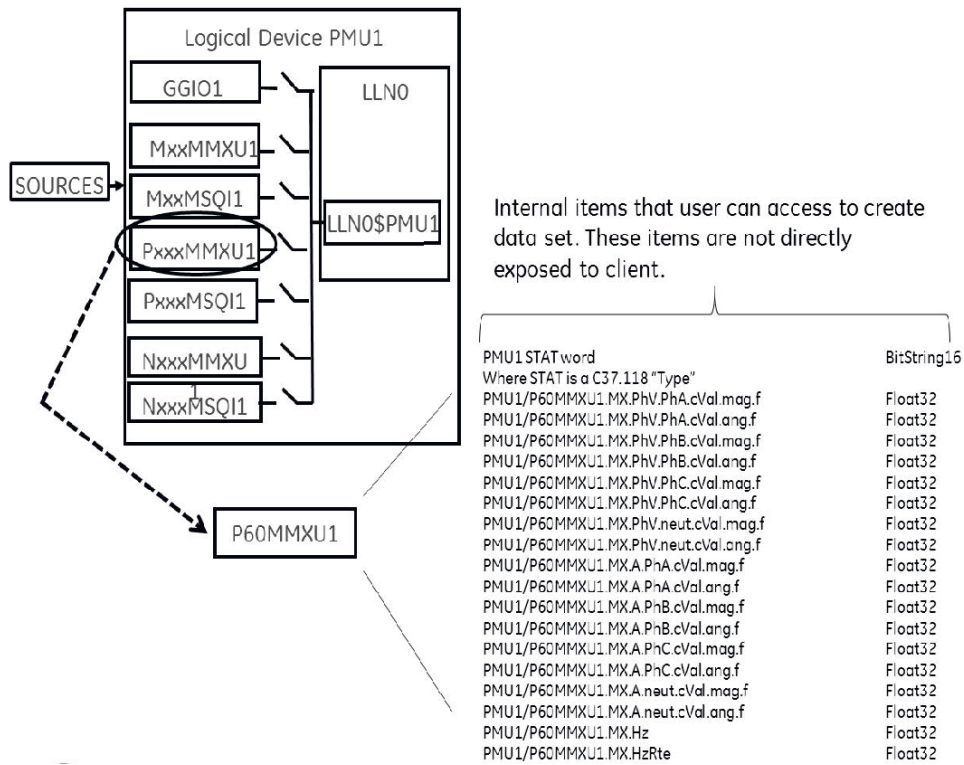 Logical Device PMU1
GGIO1
LLN0
MxxMMXU1
SOURCES
MxxMSQI1
LLN0$PMU1
PxxxMMXU1
PxxxMSQI1
NxxxMMXU
1
NxxxMSQI1
P60MMXU1
Internal items that user can access to create
data set. These items are not directly
exposed to client.
PMU1 STAT word BitString16
Where STAT is a C37.118 "Type"
PMU1/P60MMXU1.MX.PhV.PhA.cVal.mag.f Float32
PMU1/P60MMXU1.MX.PhV.PhA.cVal.ang.f Float32
PMU1/P60MMXU1.MX.PhV.PhB.cVal.mag.f Float32
PMU1/P60MMXU1.MX.PhV.PhB.cVal.ang.f Float32
PMU1/P60MMXU1.MX.PhV.PhC.cVal.mag.f Float32
PMU1/P60MMXU1.MX.PhV.PhC.cVal.ang.f Float32
PMU1/P60MMXU1.MX.PhV.neut.cVal.mag.f Float32
PMU1/P60MMXU1.MX.PhV.neut.cVal.ang.f Float32
PMU1/P60MMXU1.MX.A.PhA.cVal.mag.f Float32
PMU1/P60MMXU1.MX.A.PhA.cVal.ang.f Float32
PMU1/P60MMXU1.MX.A.PhB.cVal.mag.f Float32
PMU1/P60MMXU1.MX.A.PhB.cVal.ang.f Float32
PMU1/P60MMXU1.MX.A.PhC.cVal.mag.f Float32
PMU1/P60MMXU1.MX.A.PhC.cVal.ang.f Float32
PMU1/P60MMXU1.MX.A.neut.cVal.mag.f Float32
PMU1/P60MMXU1.MX.A.neut.cVal.ang.f Float32
PMU1/P60MMXU1.MX.Hz Float32
PMU1/P60MMXU1.MX.HzRte Float32